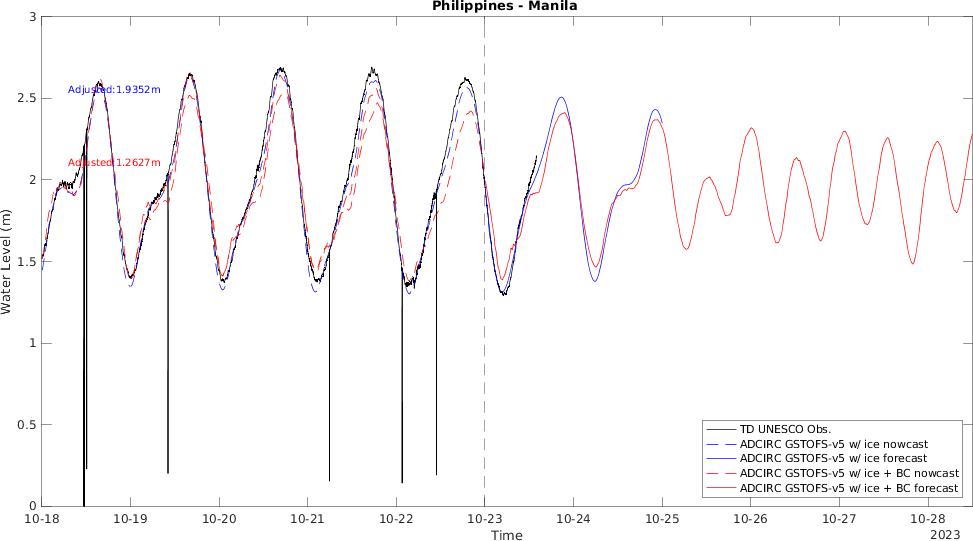 Philippines - Manila
3
2.5
2
1.5
1
0.5
0
Water Level (m)
Adjusted:1.9352m
Adjusted:1.2627m
TD UNESCO Obs.
ADCIRC GSTOFS-v5 w/ ice nowcast
ADCIRC GSTOFS-v5 w/ ice forecast
ADCIRC GSTOFS-v5 w/ ice + BC nowcast
ADCIRC GSTOFS-v5 w/ ice + BC forecast
10-18 10-19 10-20 10-21 10-22 10-23 10-24 10-25 10-26 10-27 10-28
Time
2023